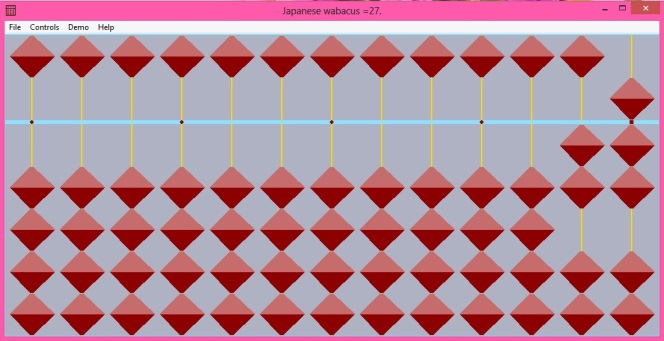 Japanese wabacus =27.
File Controls Demo Help